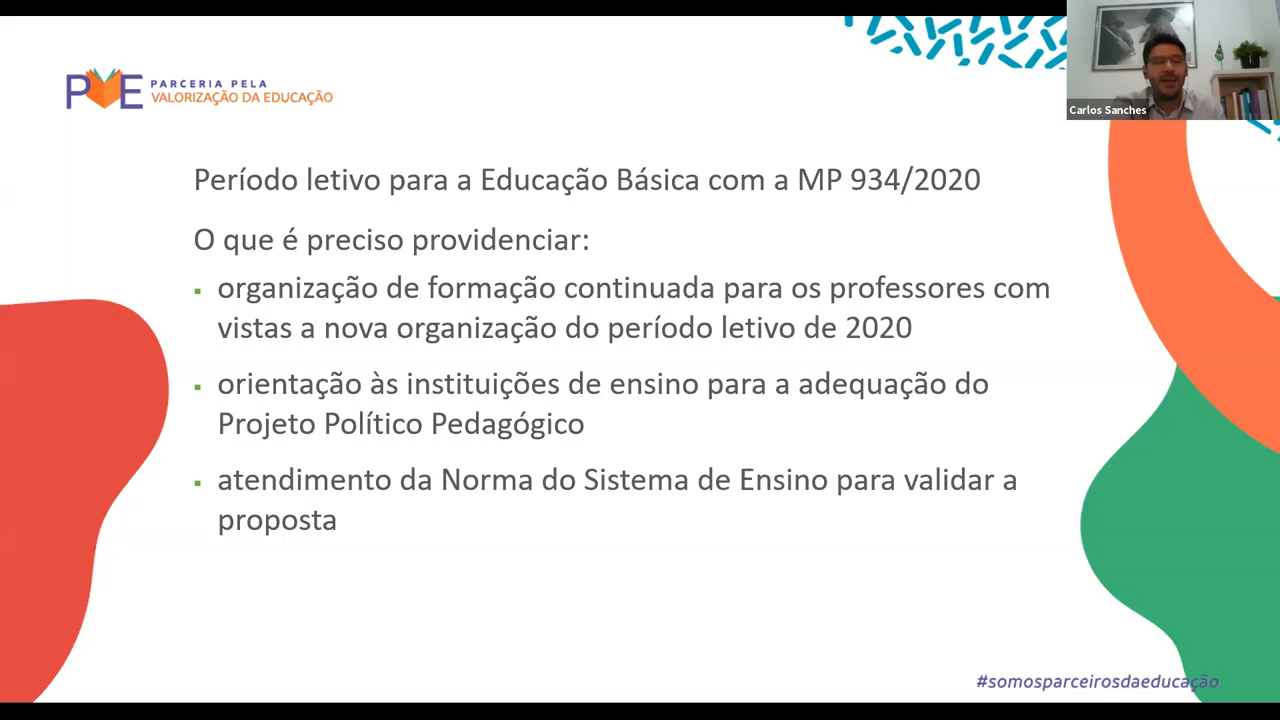 PVE PARCERIA PELA
VALORIZAÇÃO DA EDUCAÇÃO
Carlos Sanches
Período letivo para a Educação Básica com a MP 934/2020
O que é preciso providenciar:
▪ organização de formação continuada para os professores com
vistas a nova organização do período letivo de 2020
▪ orientação às instituições de ensino para a adequação do
Projeto Político Pedagógico
▪ atendimento da Norma do Sistema de Ensino para validar a
proposta
#somosparceirosdaeducação